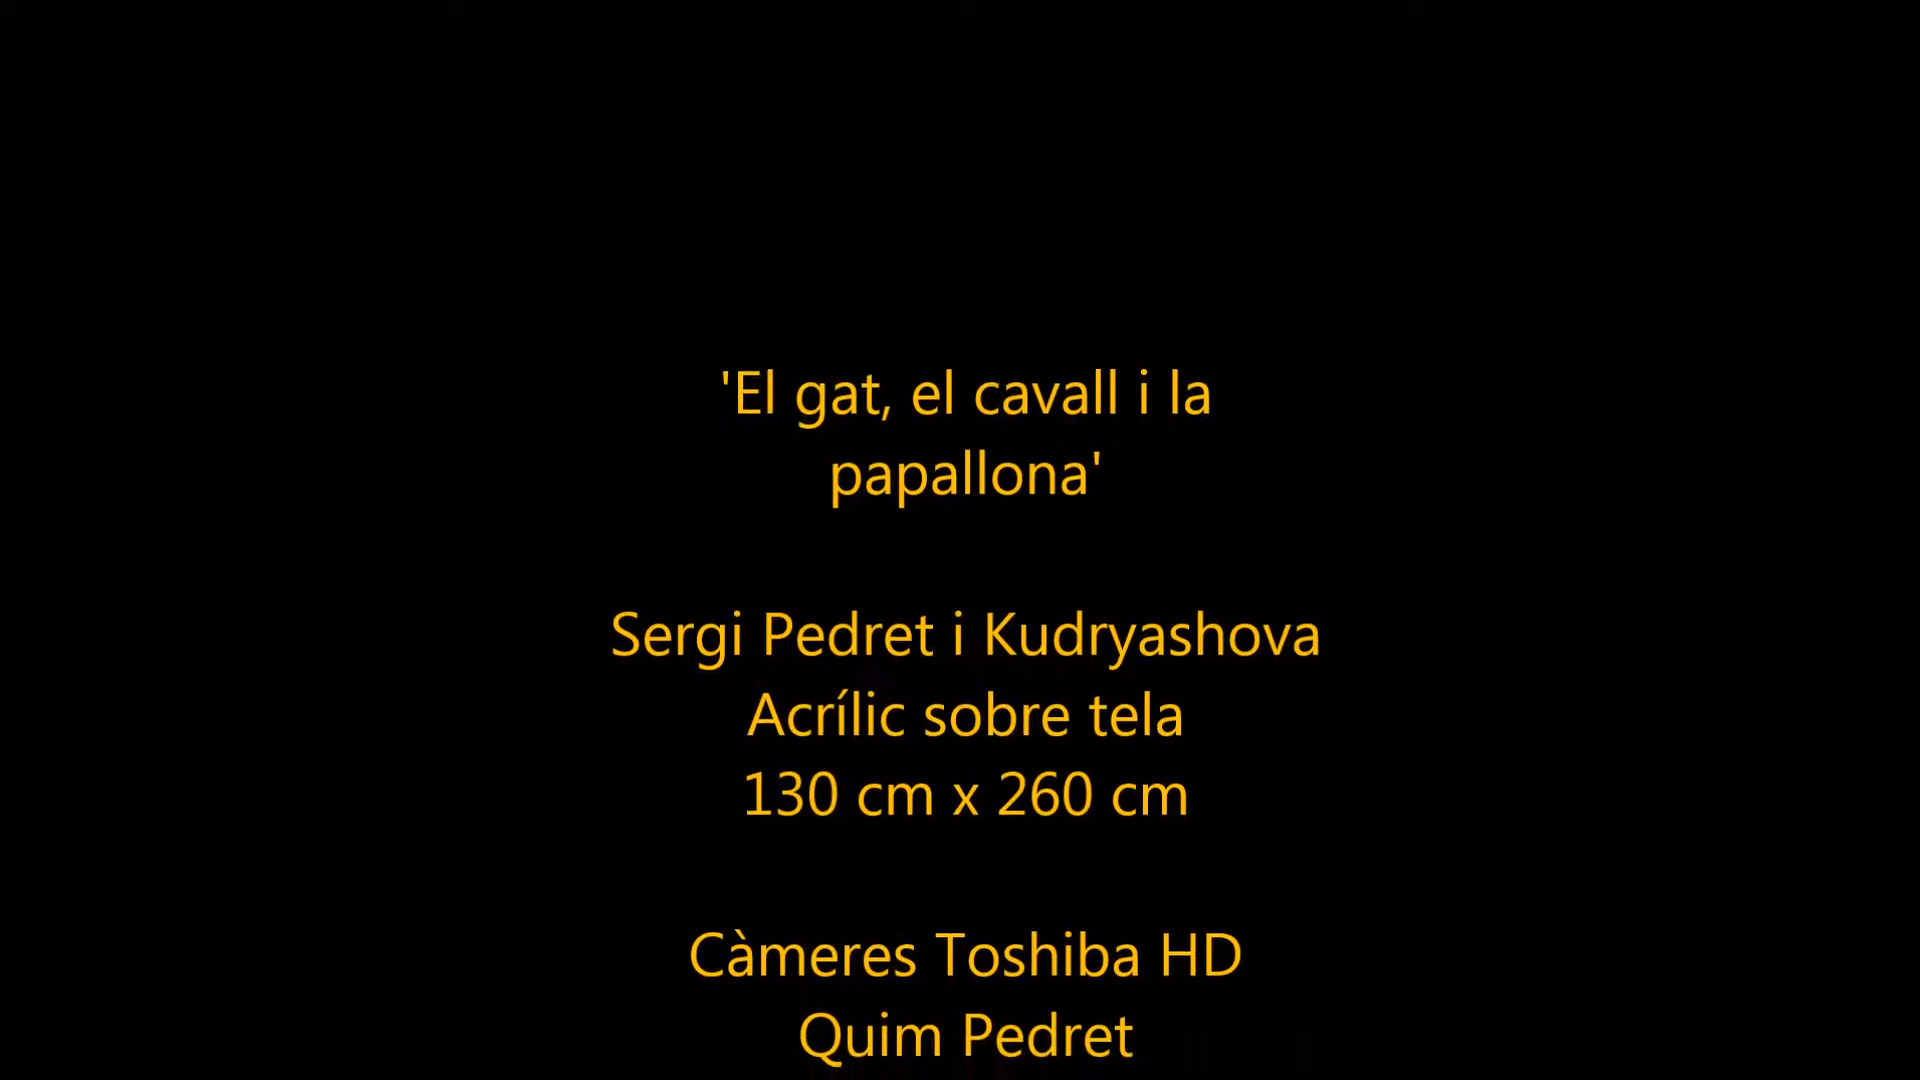 'El gat, el cavall i la
papallona'
Sergi Pedret i Kudryashova
Acrílic sobre tela
130 cm x 260 cm
Càmeres Toshiba HD
Quim Pedret